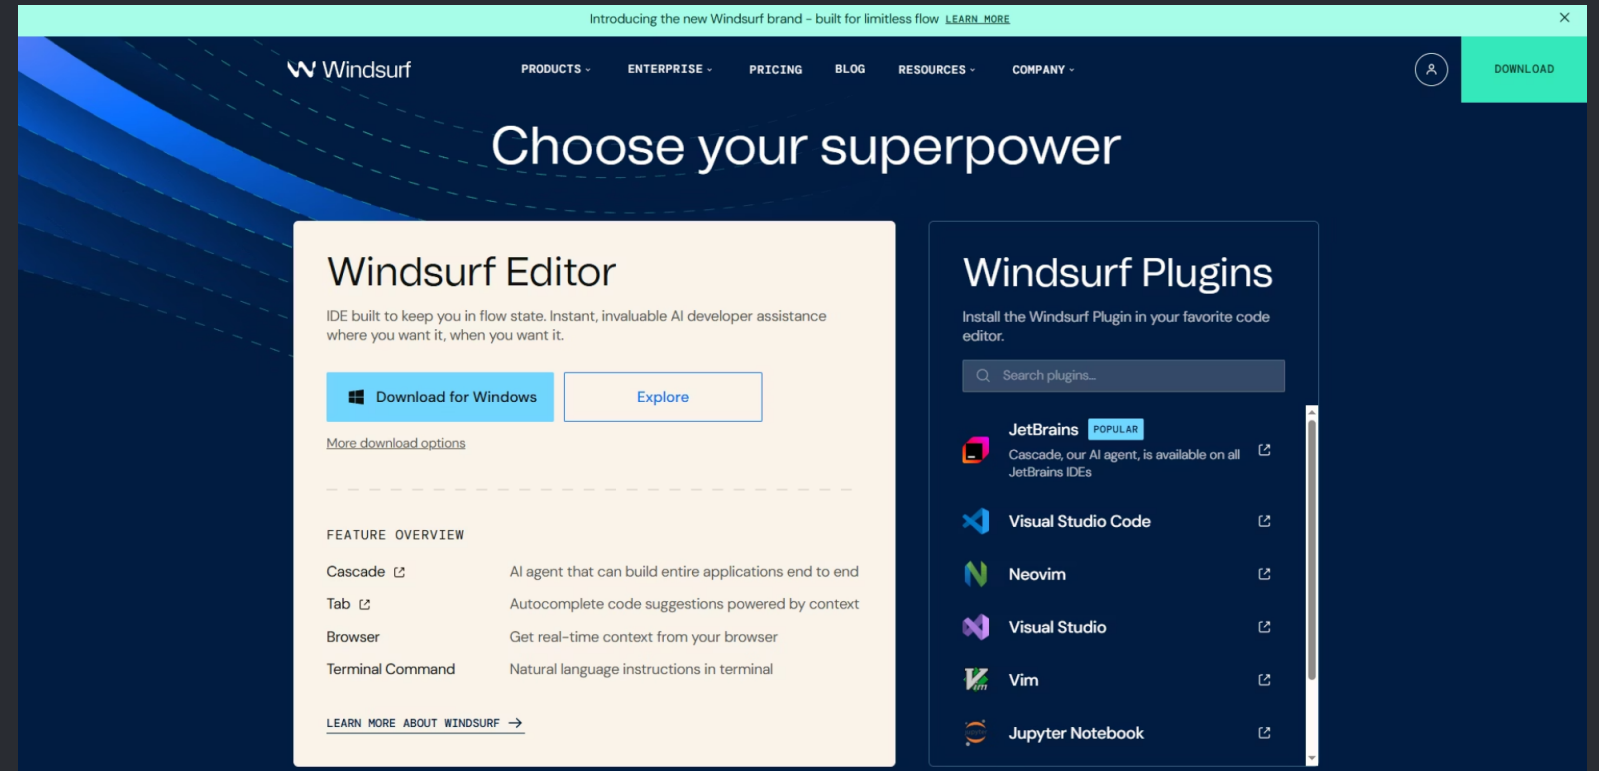 Introducing the new Windsurf brand – built for limitless flow LEARN MORE
Windsurf
PRODUCTS
ENTERPRISE
PRICING
BLOG
RESOURCES
COMPANY
DOWNLOAD
Choose your superpower
Windsurf Editor
IDE built to keep you in flow state. Instant, invaluable AI developer assistance
where you want it, when you want it.
Download for Windows
Explore
More download options
FEATURE OVERVIEW
Cascade AI agent that can build entire applications end to end
Tab Autocomplete code suggestions powered by context
Browser Get real-time context from your browser
Terminal Command Natural language instructions in terminal
LEARN MORE ABOUT WINDSURF
Windsurf Plugins
Install the Windsurf Plugin in your favorite code
editor.
Search plugins...
JetBrains POPULAR
Cascade, our AI agent, is available on all
JetBrains IDEs
Visual Studio Code
Neovim
Visual Studio
Vim
Jupyter Notebook